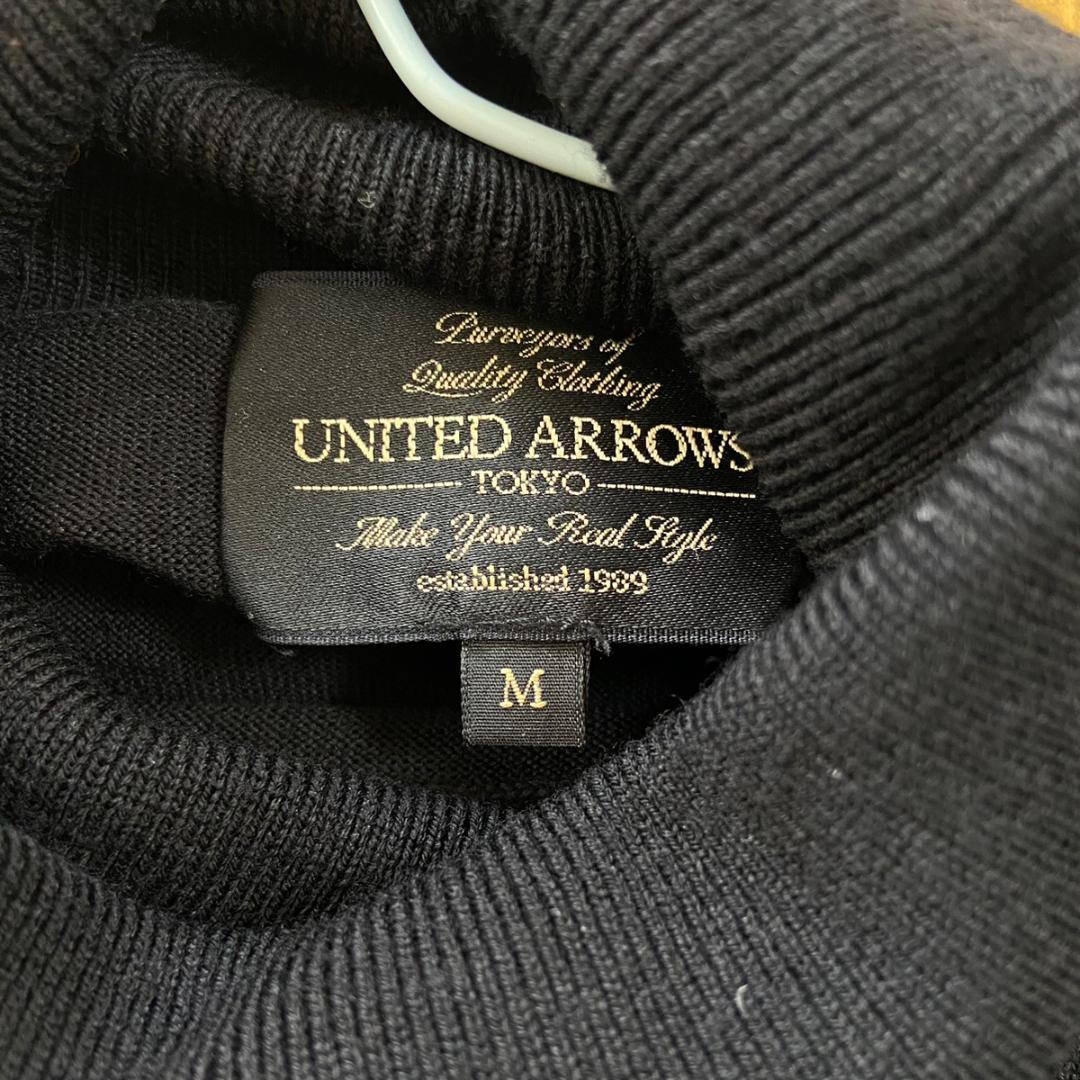 Purveyors of
Quality Clothing
UNITED ARROWS
TOKYO
Make Your Real Style
established 1989
M